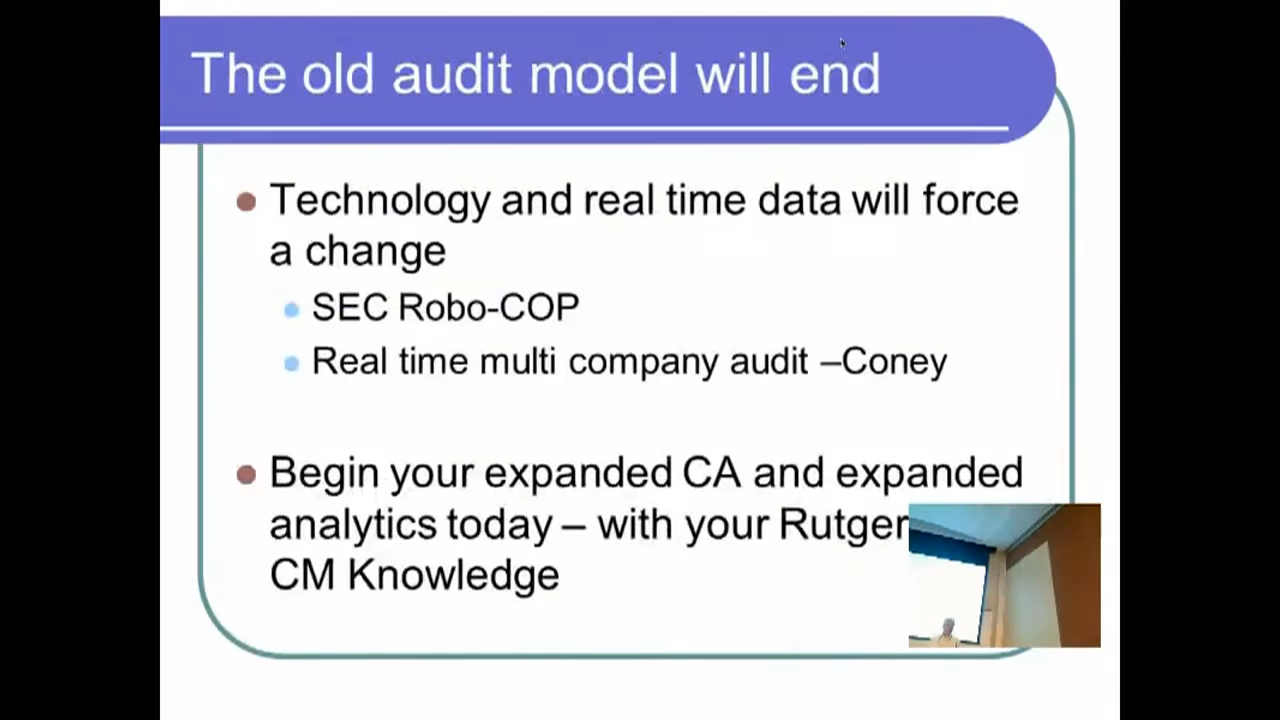 The old audit model will end
Technology and real time data will force
a change
SEC Robo-COP
Real time multi company audit –Coney
Begin your expanded CA and expanded
analytics today – with your Rutger
CM Knowledge